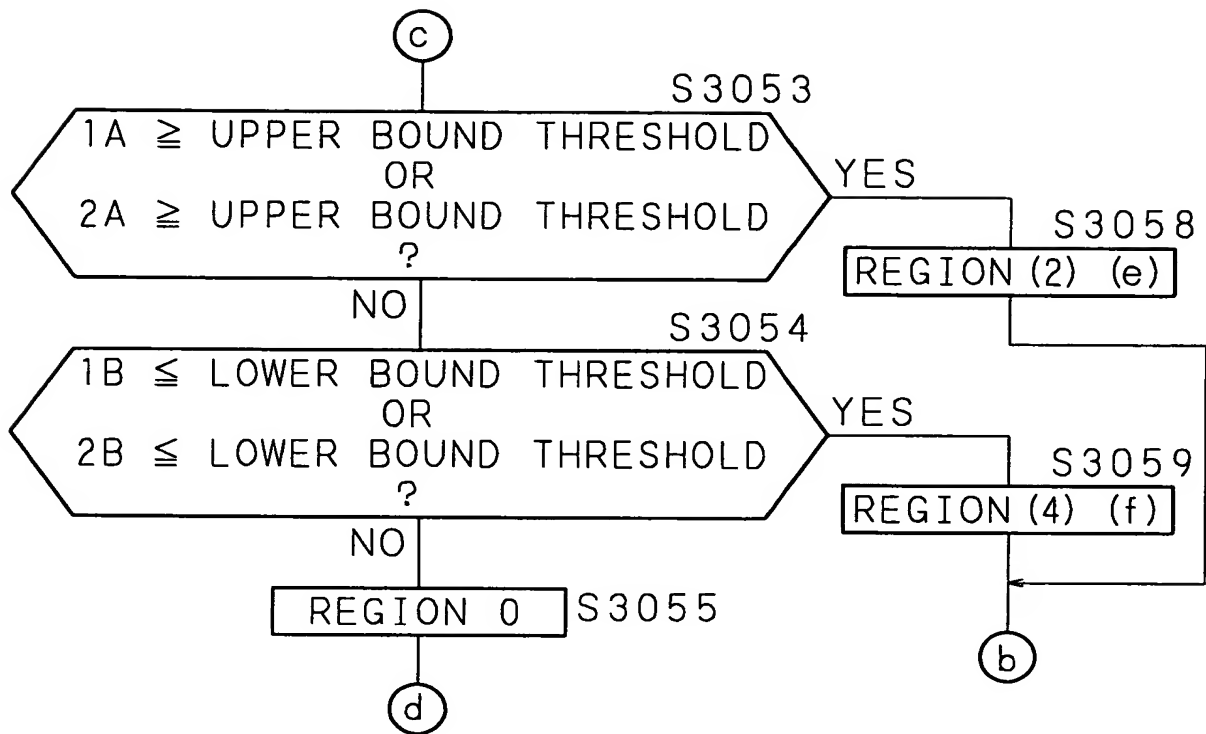 c
S3053
1A ≧ UPPER BOUND THRESHOLD
OR
2A ≧ UPPER BOUND THRESHOLD
?
YES
S3058
REGION (2) (e)
NO
S3054
1B ≦ LOWER BOUND THRESHOLD
OR
2B ≦ LOWER BOUND THRESHOLD
?
YES
S3059
REGION (4) (f)
NO
REGION 0 S3055
b
d